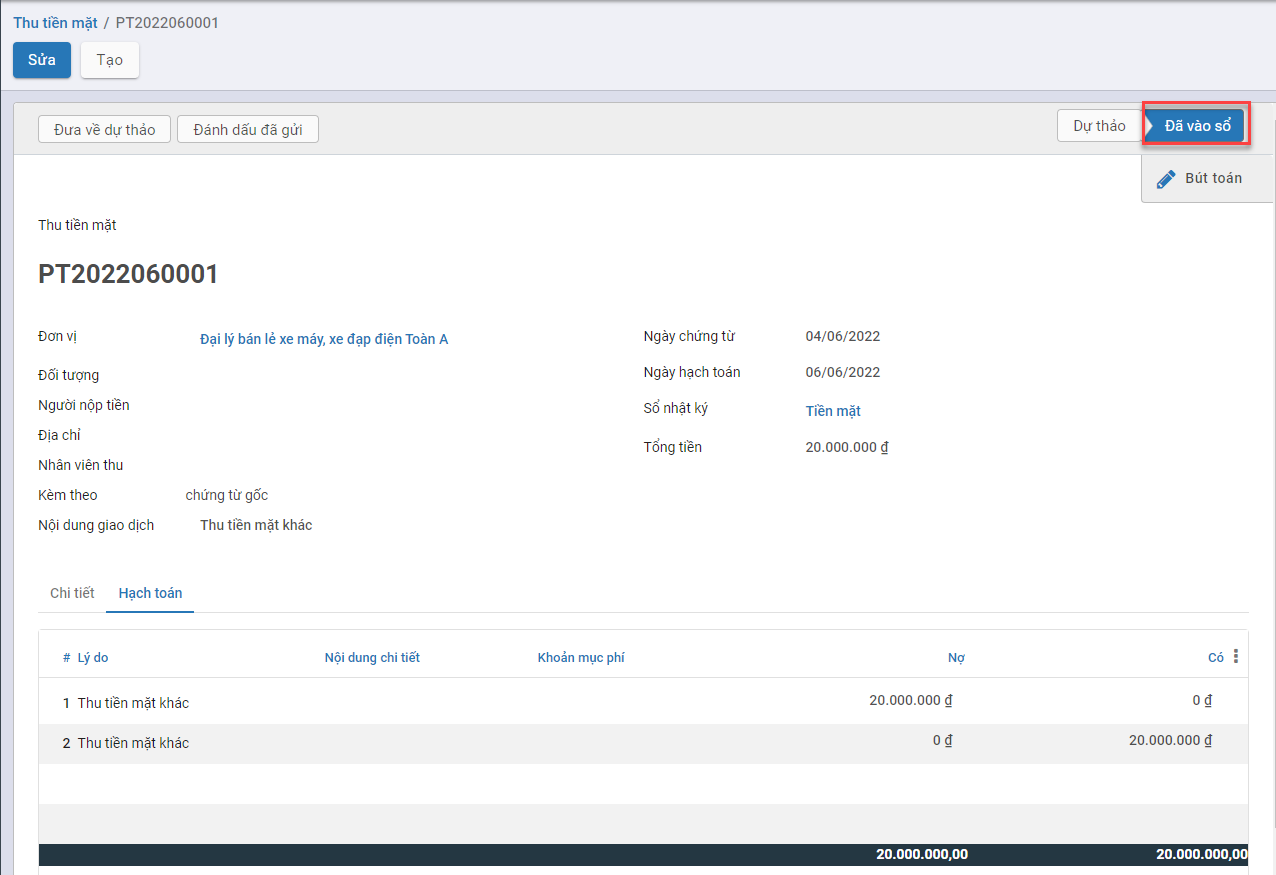 Thu tiền mặt / PT2022060001
Sửa Tạo
Đưa về dự thảo Đánh dấu đã gửi Dự thảo Đã vào sổ
Bút toán
Thu tiền mặt
PT2022060001
Đơn vị Đại lý bán lẻ xe máy, xe đạp điện Toàn A
Đối tượng
Người nộp tiền
Địa chỉ
Nhân viên thu
Kèm theo chứng từ gốc
Nội dung giao dịch Thu tiền mặt khác
Ngày chứng từ 04/06/2022
Ngày hạch toán 06/06/2022
Sổ nhật ký Tiền mặt
Tổng tiền 20.000.000 ₫
Chi tiết Hạch toán
# Lý do Nội dung chi tiết Khoản mục phí Nợ Có
1 Thu tiền mặt khác 20.000.000 ₫ 0 ₫
2 Thu tiền mặt khác 0 ₫ 20.000.000 ₫
20.000.000,00 20.000.000,00